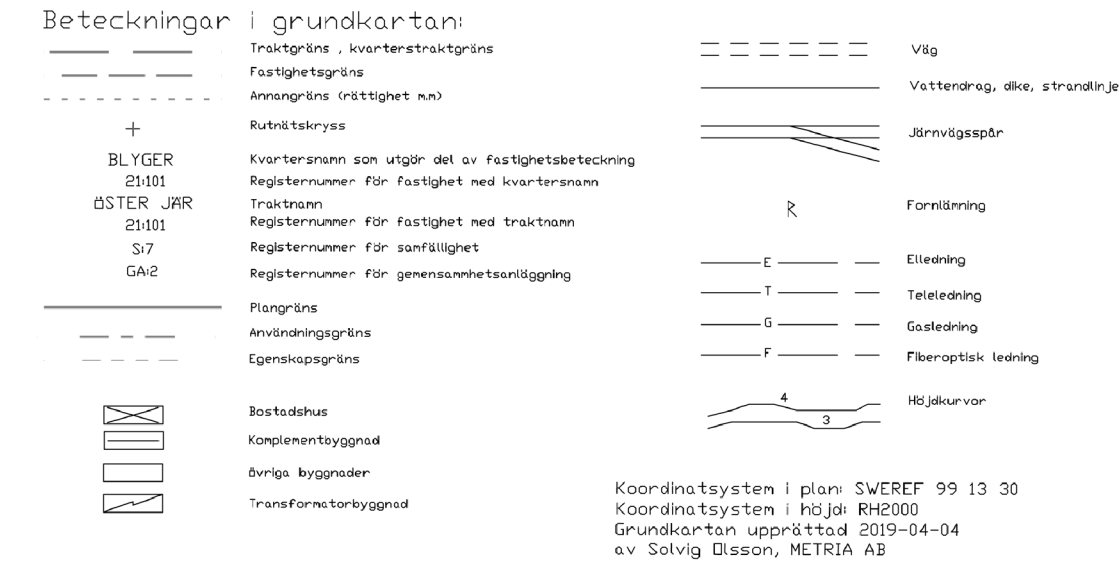 Beteckningar i grundkartan:
Traktgräns , kvarterstraktgräns
Fastighetsgräns
Annangräns (rättighet m.m)
Rutnätskryss
BLYGER
Kvartersnamn som utgör del av fastighetsbeteckning
21:101
Registernummer för fastighet med kvartersnamn
ÖSTER JÄR
Traktnamn
21:101
Registernummer för fastighet med traktnamn
S:7
Registernummer för samfällighet
GA:2
Registernummer för gemensammhetsanläggning
Plangräns
Användningsgräns
Egenskapsgräns
Bostadshus
Komplementbyggnad
övriga byggnader
Transformatorbyggnad
Väg
Vattendrag, dike, strandlinje
Järnvägsspår
R
Fornlämning
E
Elledning
T
Teleledning
G
Gasledning
F
Fiberoptisk ledning
4
Höjdkurvor
3
Koordinatsystem i plan: SWEREF 99 13 30
Koordinatsystem i höjd: RH2000
Grundkartan upprättad 2019-04-04
av Solvig Olsson, METRIA AB